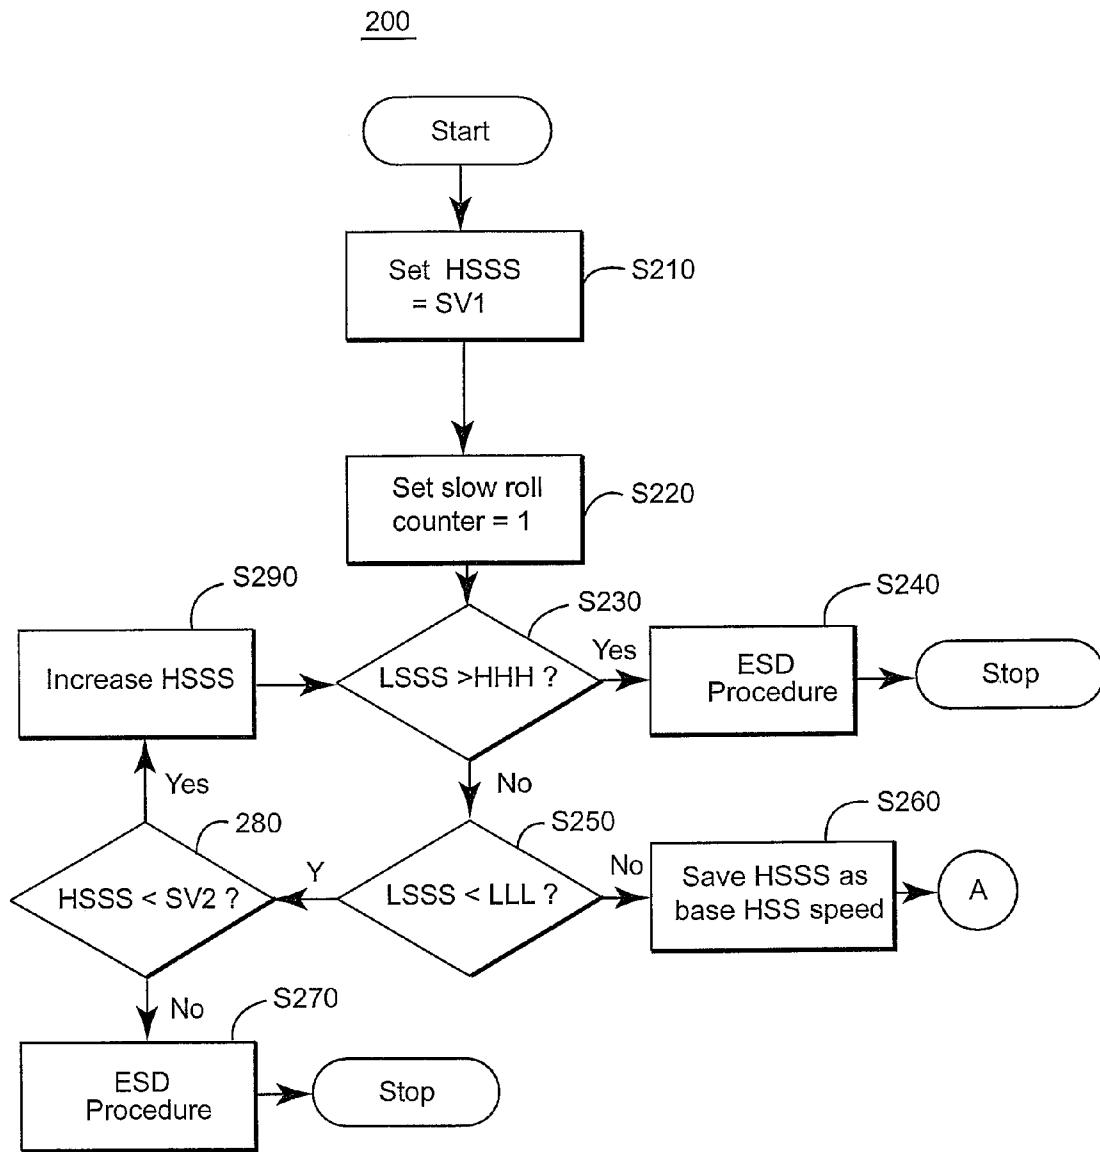 200
Start
Set HSSS
= SV1
S210
Set slow roll
counter = 1
S220
S290
Increase HSSS
S230
LSSS >HHH ?
Yes
S240
ESD
Procedure
Stop
Yes
No
280
HSSS < SV2 ?
Y
S250
LSSS < LLL ?
No
S260
Save HSSS as
base HSS speed
A
No
S270
ESD
Procedure
Stop